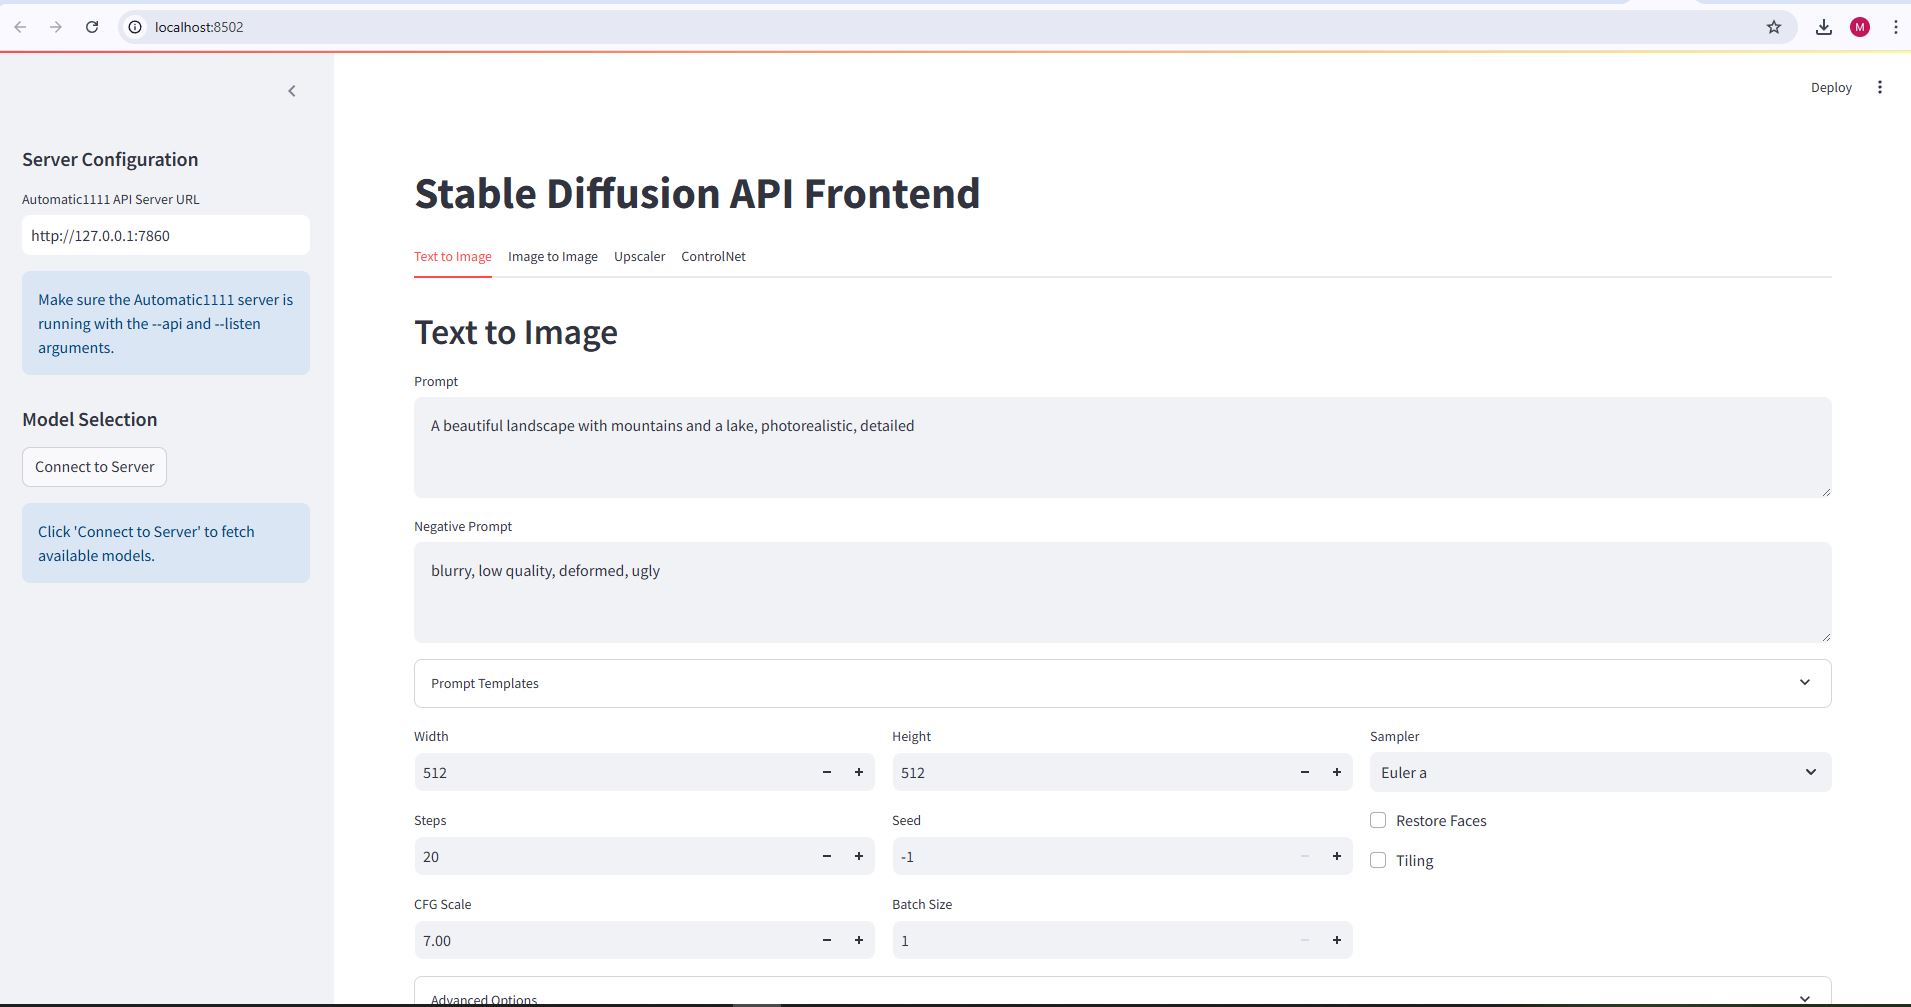 localhost:8502
M
Deploy
Server Configuration
Automatic1111 API Server URL
http://127.0.0.1:7860
Make sure the Automatic1111 server is
running with the --api and --listen
arguments.
Model Selection
Connect to Server
Click 'Connect to Server' to fetch
available models.
Stable Diffusion API Frontend
Text to Image Image to Image Upscaler ControlNet
Text to Image
Prompt
A beautiful landscape with mountains and a lake, photorealistic, detailed
Negative Prompt
blurry, low quality, deformed, ugly
Prompt Templates
Width Height Sampler
512 512 Euler a
Steps Seed
Restore Faces
20 -1
Tiling
CFG Scale Batch Size
7.00 1
Advanced Options